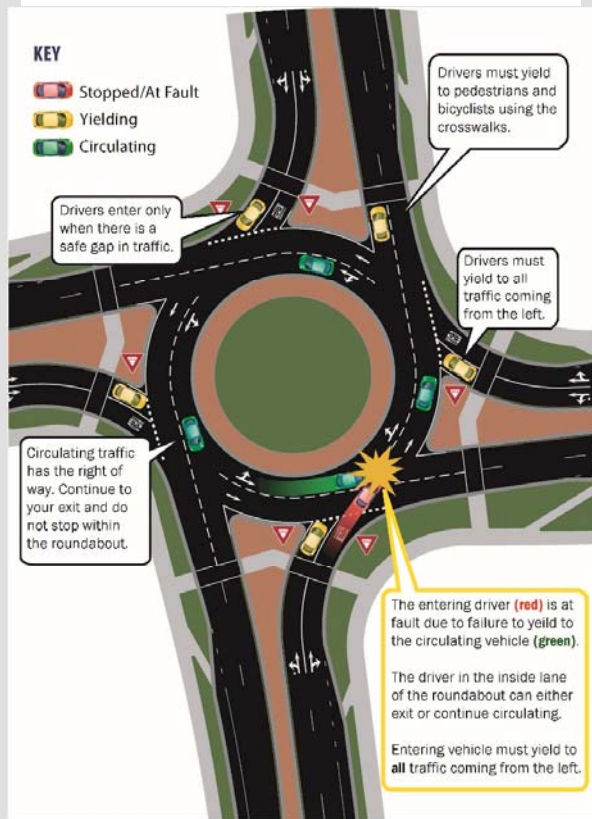 KEY
Stopped/At Fault
Yielding
Circulating
Drivers must yield
to pedestrians and
bicyclists using the
crosswalks.
Drivers enter only
when there is a
safe gap in traffic.
Drivers must
yield to all
traffic coming
from the left.
Circulating traffic
has the right of
way. Continue to
your exit and do
not stop within
the roundabout.
The entering driver (red) is at
fault due to failure to yeild to
the circulating vehicle (green).
The driver in the inside lane
of the roundabout can either
exit or continue circulating.
Entering vehicle must yield to
all traffic coming from the left.